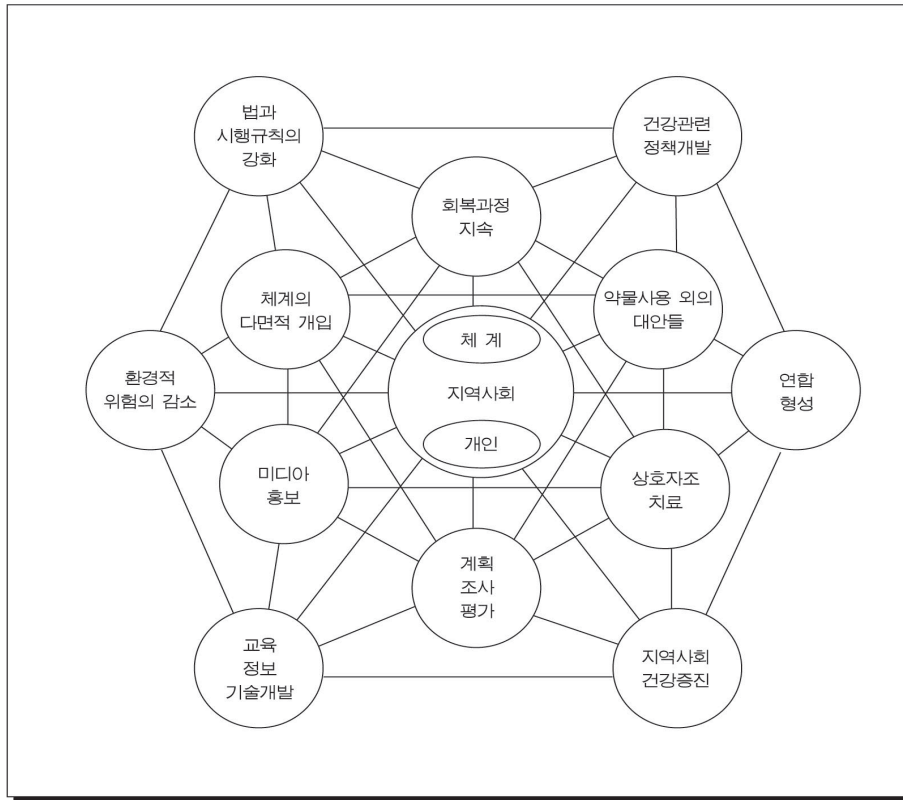 법과
시행규칙의
강화
건강관련
정책개발
회복과정
지속
체계의
다면적 개입
약물사용 외의
대안들
체 계
지역사회
개인
환경적
위험의 감소
연합
형성
미디어
홍보
상호자조
치료
계획
조사
평가
교육
정보
기술개발
지역사회
건강증진